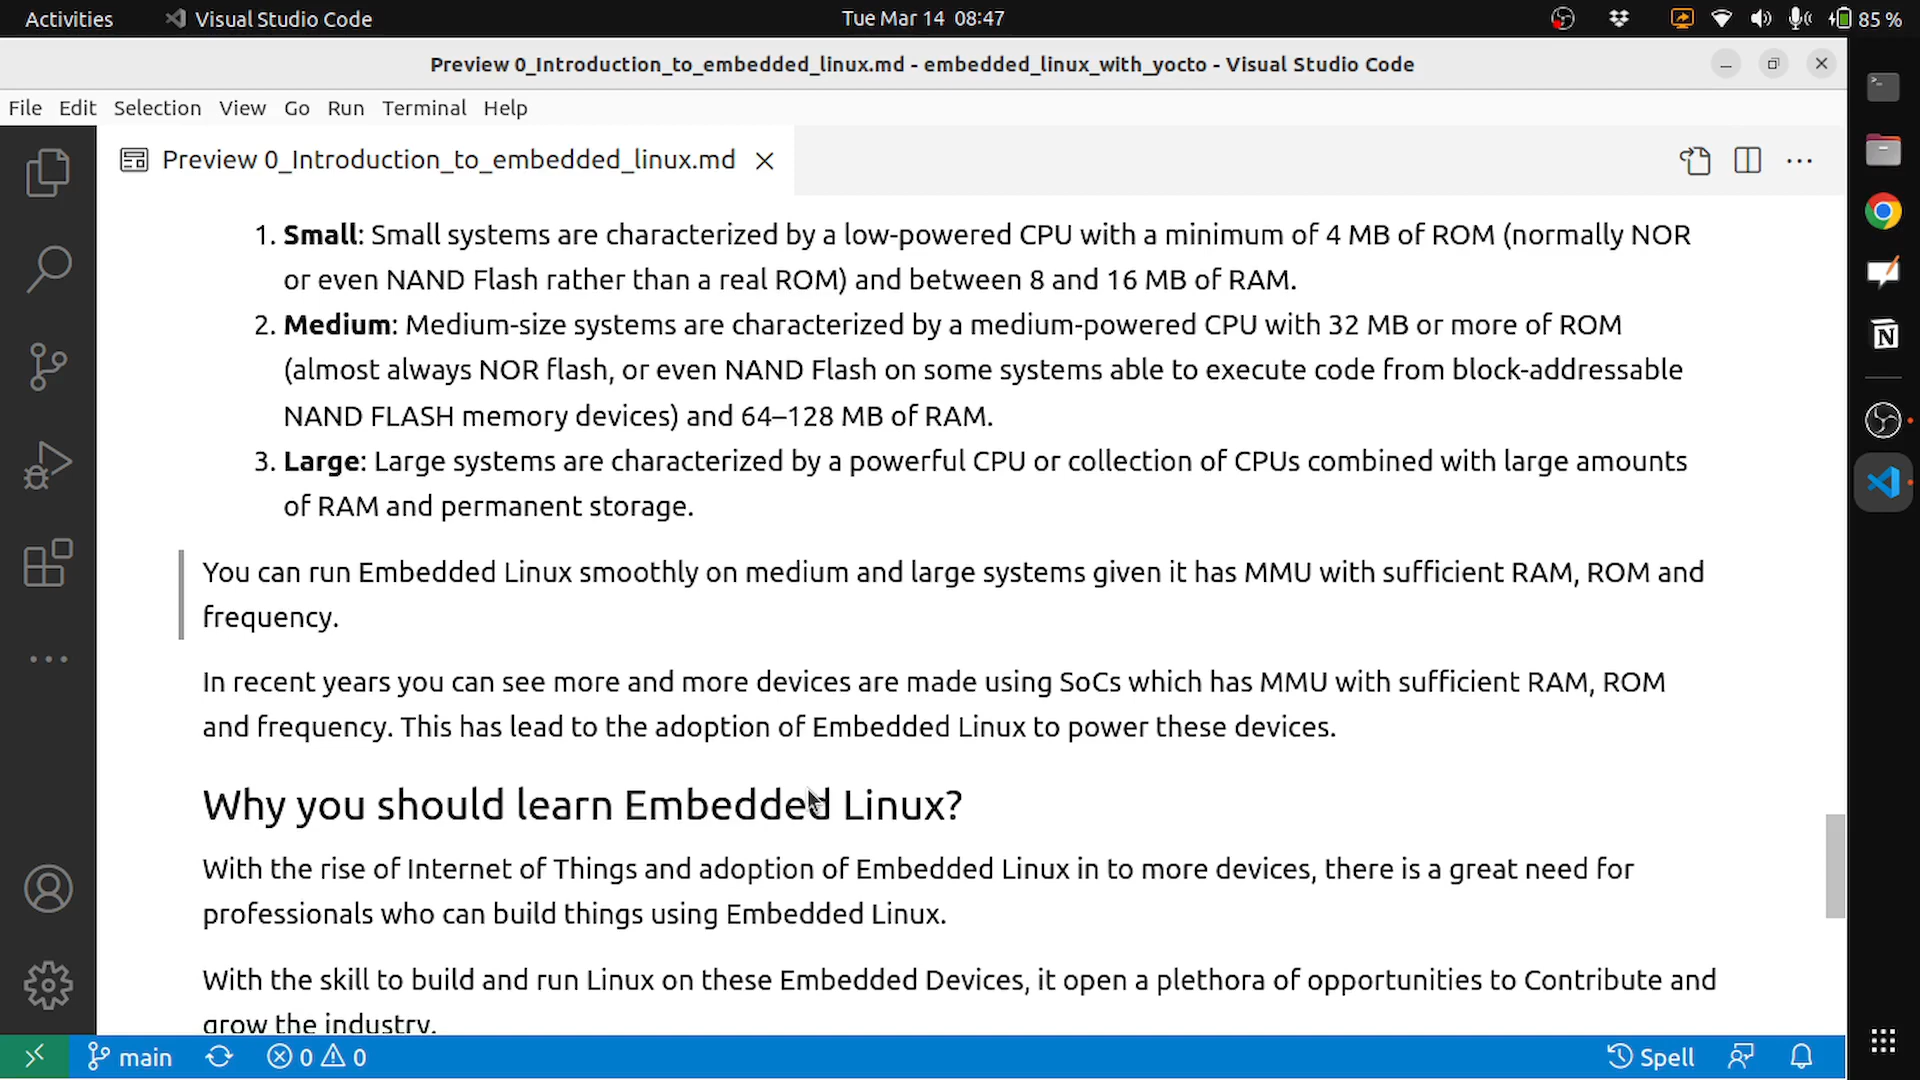 Activities Visual Studio Code Tue Mar 14 08:47 85 %
Preview 0_Introduction_to_embedded_linux.md - embedded_linux_with_yocto - Visual Studio Code
File Edit Selection View Go Run Terminal Help
Preview 0_Introduction_to_embedded_linux.md
1. Small: Small systems are characterized by a low-powered CPU with a minimum of 4 MB of ROM (normally NOR
or even NAND Flash rather than a real ROM) and between 8 and 16 MB of RAM.
2. Medium: Medium-size systems are characterized by a medium-powered CPU with 32 MB or more of ROM
(almost always NOR flash, or even NAND Flash on some systems able to execute code from block-addressable
NAND FLASH memory devices) and 64–128 MB of RAM.
3. Large: Large systems are characterized by a powerful CPU or collection of CPUs combined with large amounts
of RAM and permanent storage.
You can run Embedded Linux smoothly on medium and large systems given it has MMU with sufficient RAM, ROM and
frequency.
In recent years you can see more and more devices are made using SoCs which has MMU with sufficient RAM, ROM
and frequency. This has lead to the adoption of Embedded Linux to power these devices.
Why you should learn Embedded Linux?
With the rise of Internet of Things and adoption of Embedded Linux in to more devices, there is a great need for
professionals who can build things using Embedded Linux.
With the skill to build and run Linux on these Embedded Devices, it open a plethora of opportunities to Contribute and
grow the industry.
main 0 0 Spell